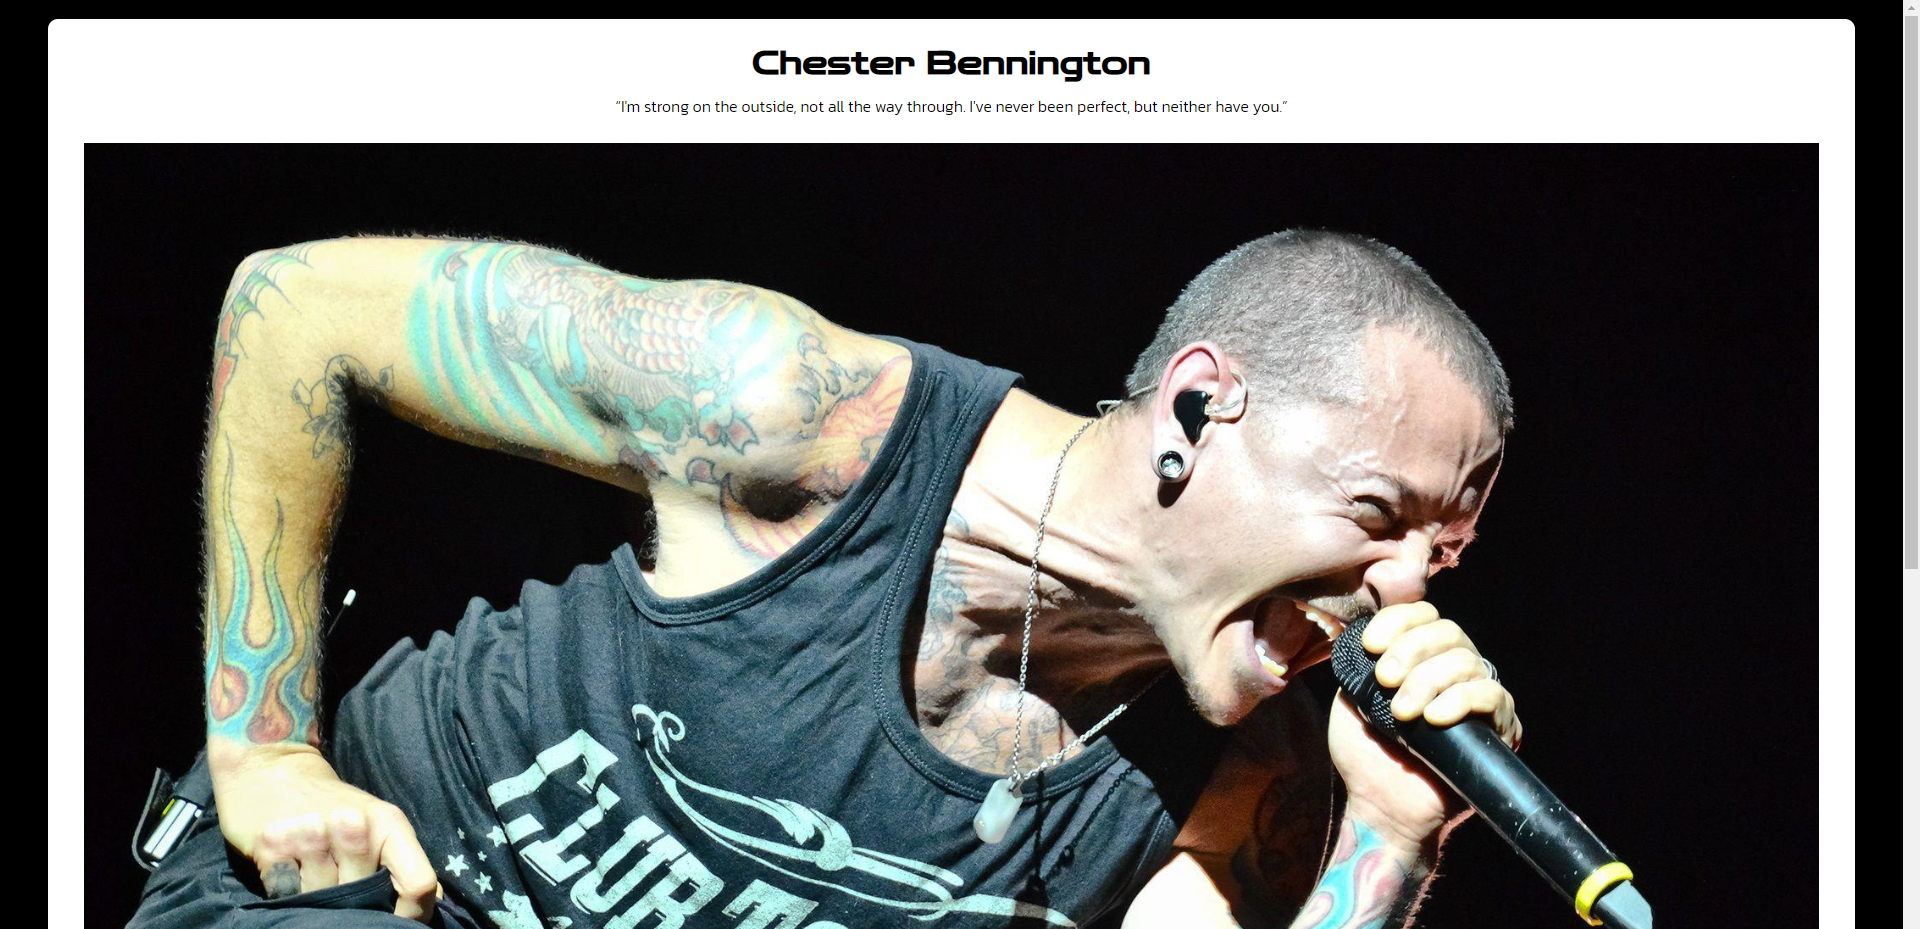 Chester Bennington
"I'm strong on the outside, not all the way through. I've never been perfect, but neither have you."
CLUB